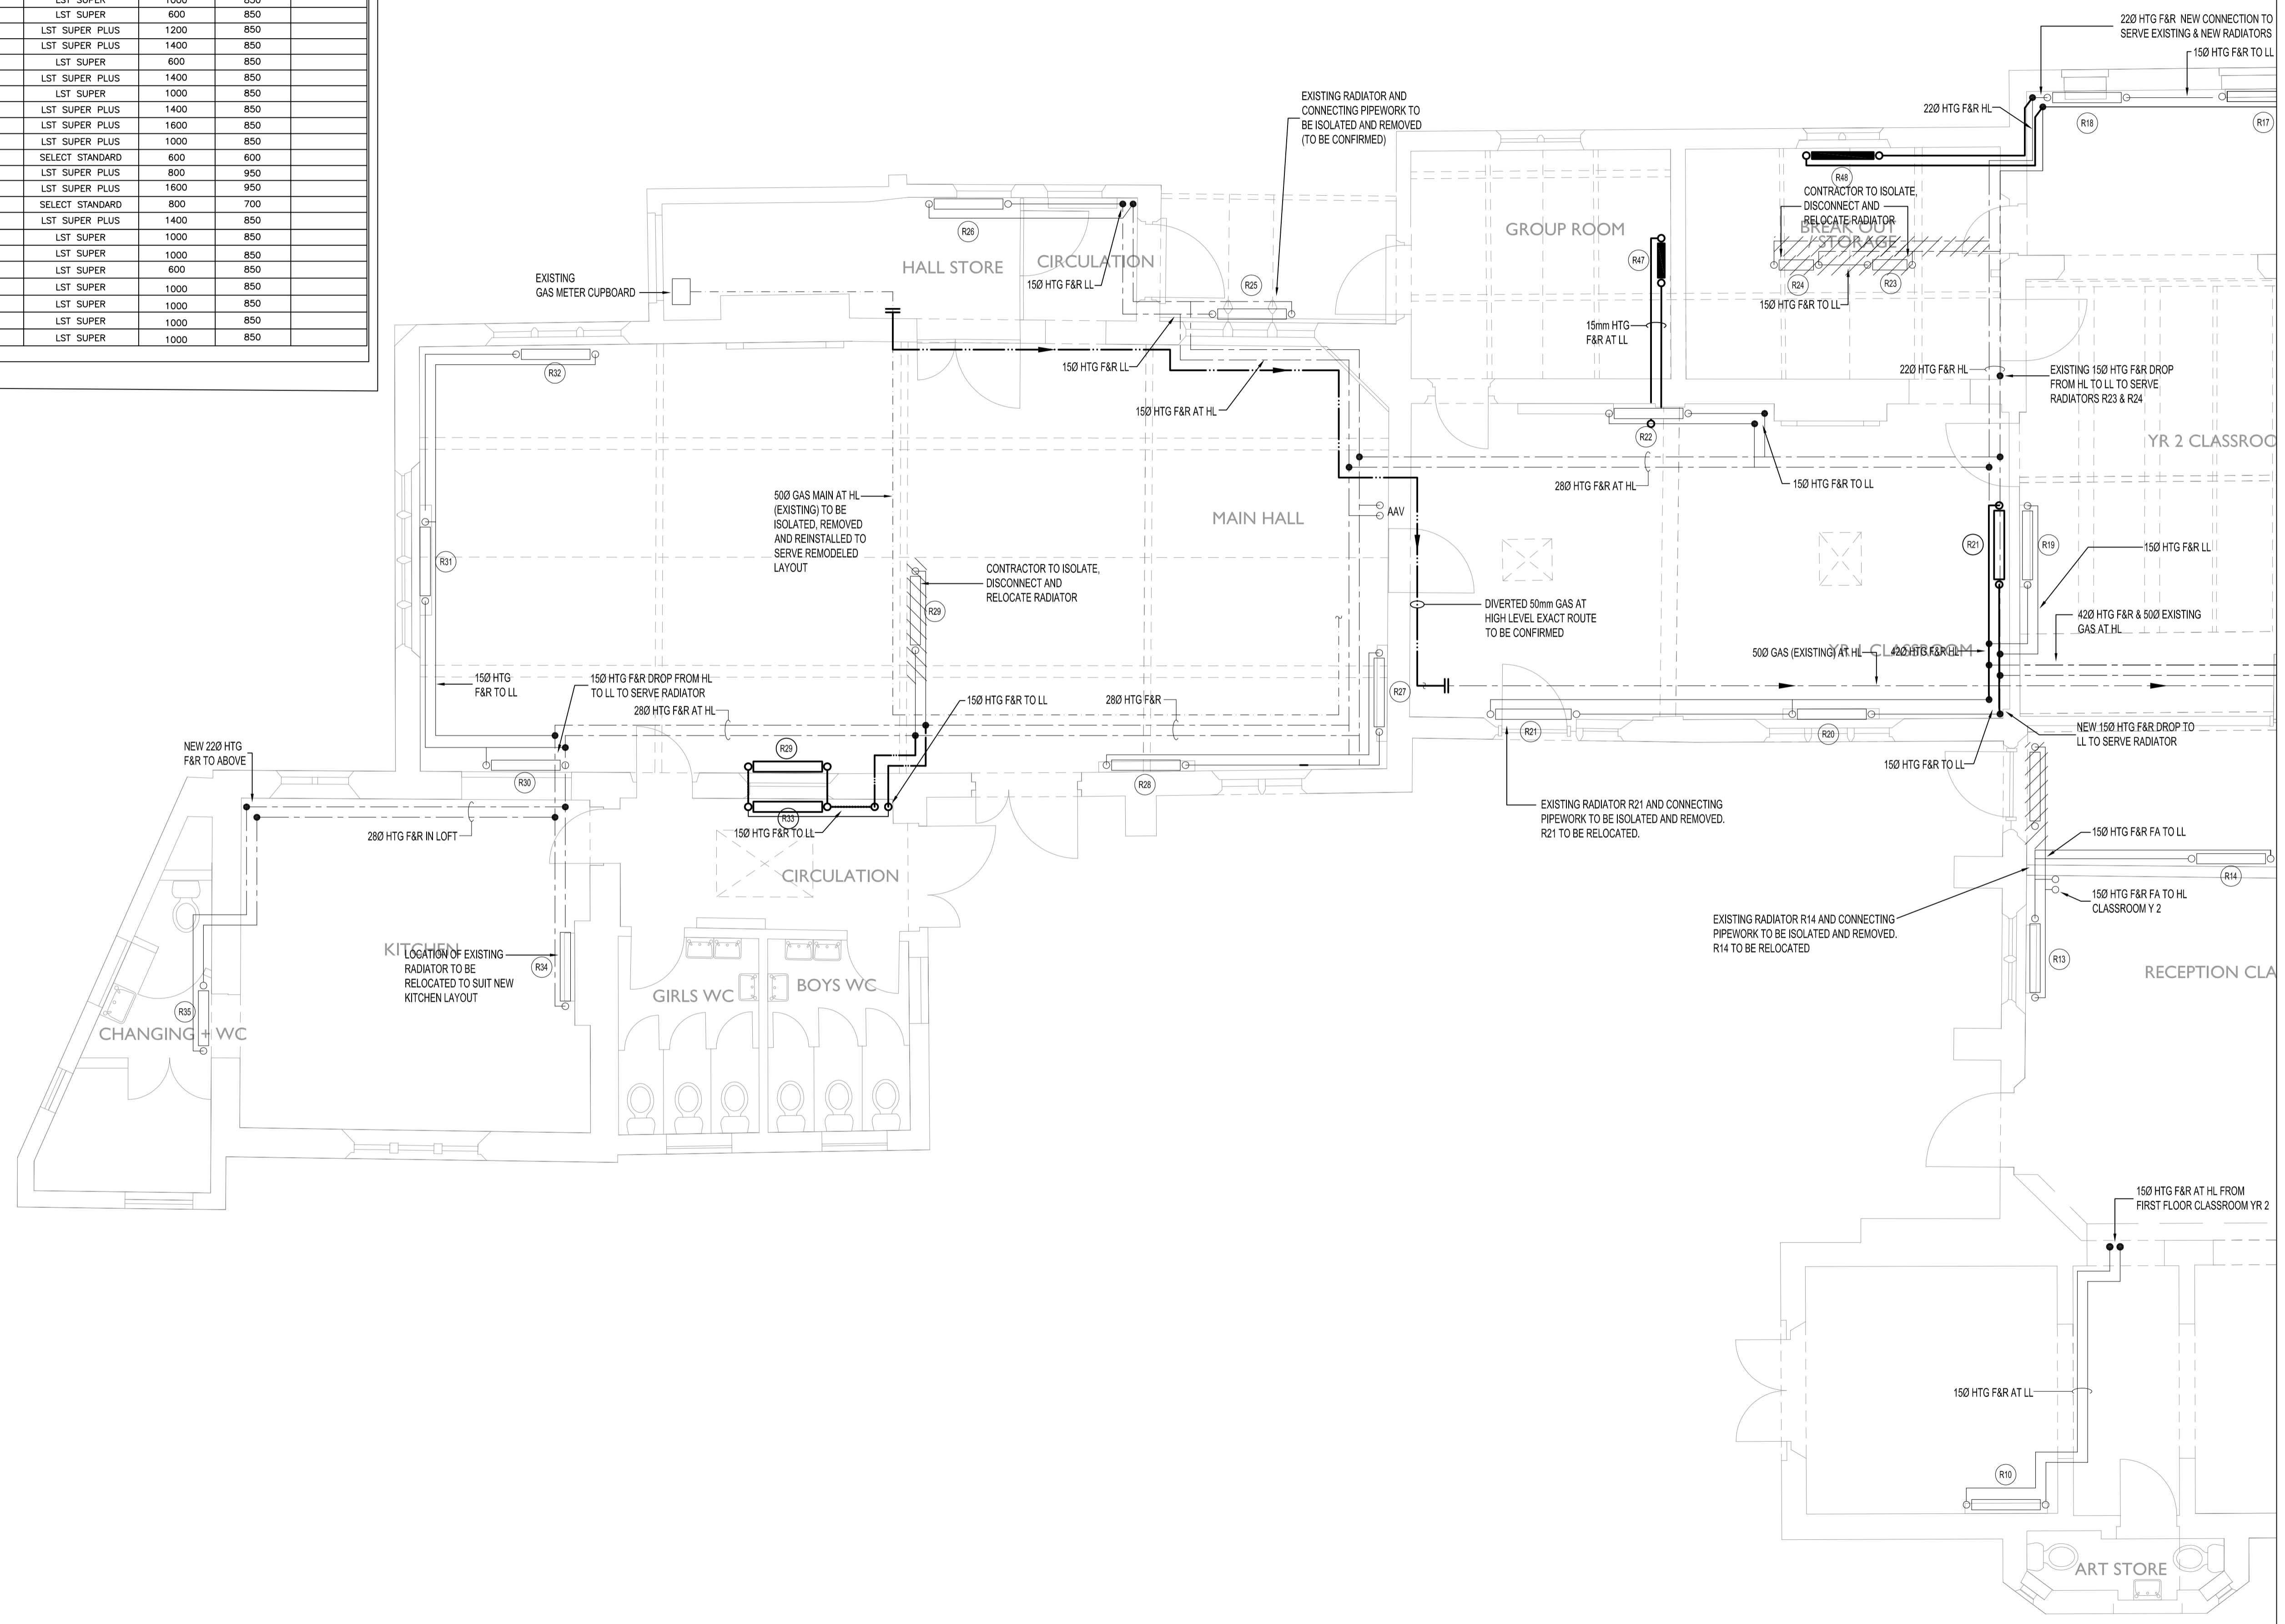 LST SUPER 1000 850
LST SUPER 600 850
LST SUPER PLUS 1200 850
LST SUPER PLUS 1400 850
LST SUPER 600 850
LST SUPER PLUS 1400 850
LST SUPER 1000 850
LST SUPER PLUS 1400 850
LST SUPER PLUS 1600 850
LST SUPER PLUS 1000 850
SELECT STANDARD 600 600
LST SUPER PLUS 800 950
LST SUPER PLUS 1600 950
SELECT STANDARD 800 700
LST SUPER PLUS 1400 850
LST SUPER 1000 850
LST SUPER 1000 850
LST SUPER 600 850
LST SUPER 1000 850
LST SUPER 1000 850
LST SUPER 1000 850
LST SUPER 1000 850
22Ø HTG F&R NEW CONNECTION TO
SERVE EXISTING & NEW RADIATORS
15Ø HTG F&R TO LL
22Ø HTG F&R HL
R18
R17
EXISTING RADIATOR AND
CONNECTING PIPEWORK TO
BE ISOLATED AND REMOVED
(TO BE CONFIRMED)
R48
CONTRACTOR TO ISOLATE,
DISCONNECT AND
RELOCATE RADIATOR
BREAK OUT
/ STORAGE
GROUP ROOM
R26
HALL STORE
CIRCULATION
15Ø HTG F&R LL
R25
R47
R24
R23
15Ø HTG F&R TO LL
EXISTING
GAS METER CUPBOARD
15mm HTG
F&R AT LL
R32
15Ø HTG F&R LL
15Ø HTG F&R AT HL
22Ø HTG F&R HL
EXISTING 15Ø HTG F&R DROP
FROM HL TO LL TO SERVE
RADIATORS R23 & R24
R22
YR 2 CLASSROO
28Ø HTG F&R AT HL
15Ø HTG F&R TO LL
50Ø GAS MAIN AT HL
(EXISTING) TO BE
ISOLATED, REMOVED
AND REINSTALLED TO
SERVE REMODELED
LAYOUT
MAIN HALL
AAV
R31
CONTRACTOR TO ISOLATE,
DISCONNECT AND
RELOCATE RADIATOR
R29
R21
R19
15Ø HTG F&R LL
DIVERTED 50mm GAS AT
HIGH LEVEL EXACT ROUTE
TO BE CONFIRMED
42Ø HTG F&R & 50Ø EXISTING
GAS AT HL
YR 1 CLASSROOM
50Ø GAS (EXISTING) AT HL
42Ø HTG F&R HL
15Ø HTG
F&R TO LL
15Ø HTG F&R DROP FROM HL
TO LL TO SERVE RADIATOR
28Ø HTG F&R AT HL
15Ø HTG F&R TO LL
28Ø HTG F&R
R27
R21
R20
NEW 15Ø HTG F&R DROP TO
LL TO SERVE RADIATOR
15Ø HTG F&R TO LL
NEW 22Ø HTG
F&R TO ABOVE
R29
R30
R28
R33
15Ø HTG F&R TO LL
28Ø HTG F&R IN LOFT
EXISTING RADIATOR R21 AND CONNECTING
PIPEWORK TO BE ISOLATED AND REMOVED.
R21 TO BE RELOCATED.
15Ø HTG F&R FA TO LL
R14
15Ø HTG F&R FA TO HL
CLASSROOM Y 2
CIRCULATION
EXISTING RADIATOR R14 AND CONNECTING
PIPEWORK TO BE ISOLATED AND REMOVED.
R14 TO BE RELOCATED
KITCHEN
LOCATION OF EXISTING
RADIATOR TO BE
RELOCATED TO SUIT NEW
KITCHEN LAYOUT
R34
R13
RECEPTION CLA
GIRLS WC
BOYS WC
R35
CHANGING + WC
15Ø HTG F&R AT HL FROM
FIRST FLOOR CLASSROOM YR 2
15Ø HTG F&R AT LL
R10
ART STORE